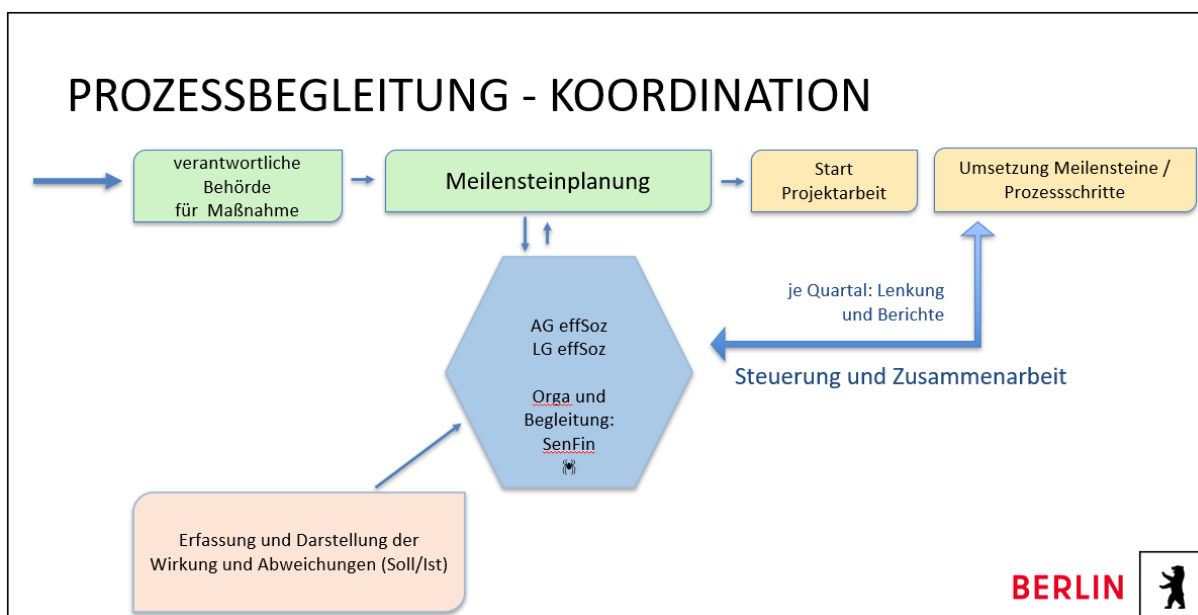 PROZESSBEGLEITUNG - KOORDINATION
verantwortliche
Behörde
für Maßnahme
Meilensteinplanung
Start
Projektarbeit
Umsetzung Meilensteine /
Prozessschritte
je Quartal: Lenkung
und Berichte
Steuerung und Zusammenarbeit
AG effSoz
LG effSoz
Orga und
Begleitung:
SenFin
Erfassung und Darstellung der
Wirkung und Abweichungen (Soll/Ist)
BERLIN